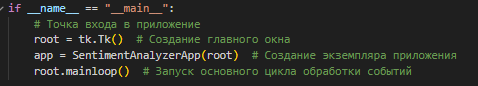 if __name__ == "__main__":
    # Точка входа в приложение
    root = tk.Tk()  # Создание главного окна
    app = SentimentAnalyzerApp(root)  # Создание экземпляра приложения
    root.mainloop()  # Запуск основного цикла обработки событий